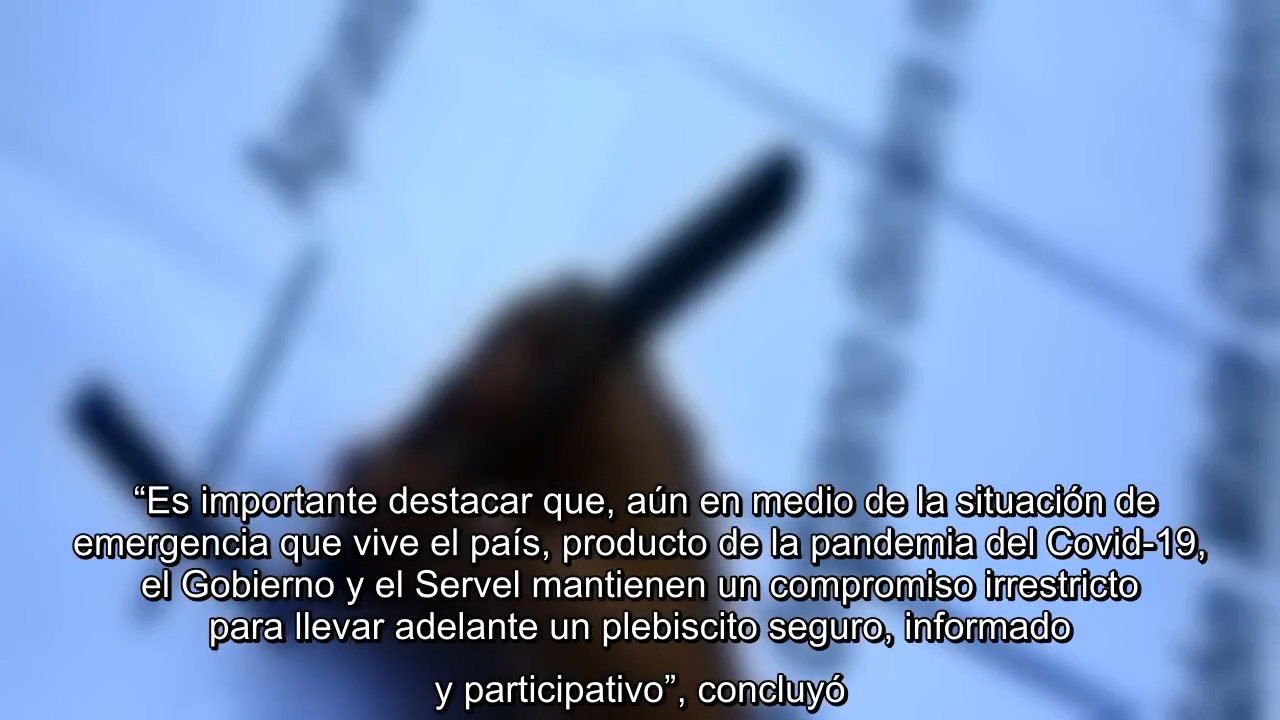 “Es importante destacar que, aún en medio de la situación de
emergencia que vive el país, producto de la pandemia del Covid-19,
el Gobierno y el Servel mantienen un compromiso irrestricto
para llevar adelante un plebiscito seguro, informado
y participativo”, concluyó